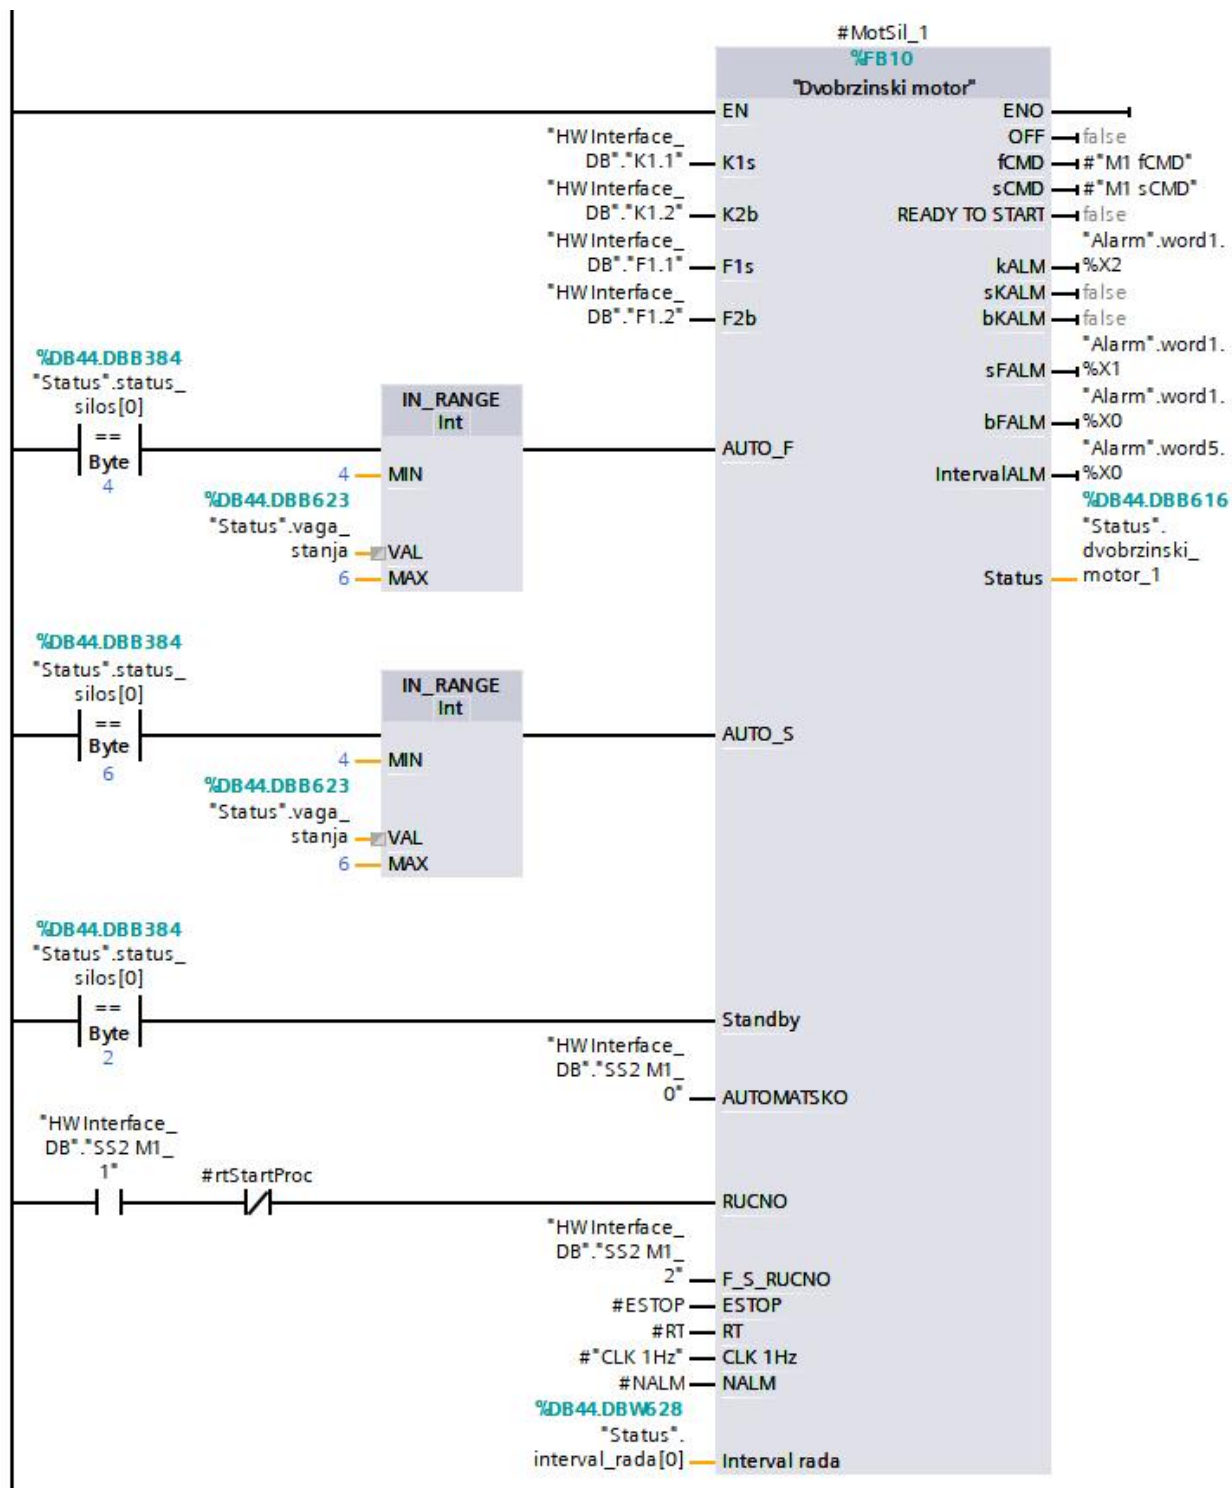 #MotSil_1
%FB10
"Dvobrzinski motor"
EN
ENO
OFF
false
"HW Interface_
DB"."K1.1"
K1s
fCMD
#"M1 fCMD"
sCMD
#"M1 sCMD"
"HW Interface_
DB"."K1.2"
K2b
READY TO START
false
"HW Interface_
DB"."F1.1"
F1s
kALM
"Alarm".word1.
%X2
sKALM
false
"HW Interface_
DB"."F1.2"
F2b
bKALM
false
sFALM
"Alarm".word1.
%X1
bFALM
"Alarm".word1.
%X0
%DB44.DBB384
"Status".status_
silos[0]
==
Byte
4
IN_RANGE
Int
4
MIN
%DB44.DBB623
"Status".vaga_
stanja
VAL
6
MAX
AUTO_F
IntervalALM
"Alarm".word5.
%X0
Status
%DB44.DBB616
"Status".
dvobrzinski_
motor_1
%DB44.DBB384
"Status".status_
silos[0]
==
Byte
6
IN_RANGE
Int
4
MIN
%DB44.DBB623
"Status".vaga_
stanja
VAL
6
MAX
AUTO_S
%DB44.DBB384
"Status".status_
silos[0]
==
Byte
2
Standby
"HW Interface_
DB"."SS2 M1_
0"
AUTOMATSKO
"HW Interface_
DB"."SS2 M1_
1"
#rtStartProc
RUCNO
"HW Interface_
DB"."SS2 M1_
2"
F_S_RUCNO
#ESTOP
ESTOP
#RT
RT
#"CLK 1Hz"
CLK 1Hz
#NALM
NALM
%DB44.DBW628
"Status".
interval_rada[0]
Interval rada